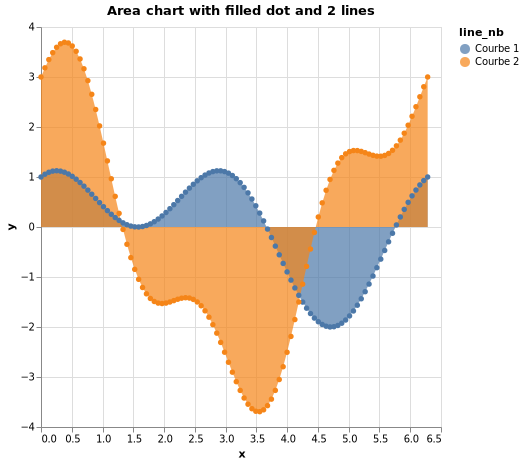 Area chart with filled dot and 2 lines
line_nb
Courbe 1
Courbe 2
y
4
3
2
1
0
−1
−2
−3
−4
0.0 0.5 1.0 1.5 2.0 2.5 3.0 3.5 4.0 4.5 5.0 5.5 6.0 6.5
x